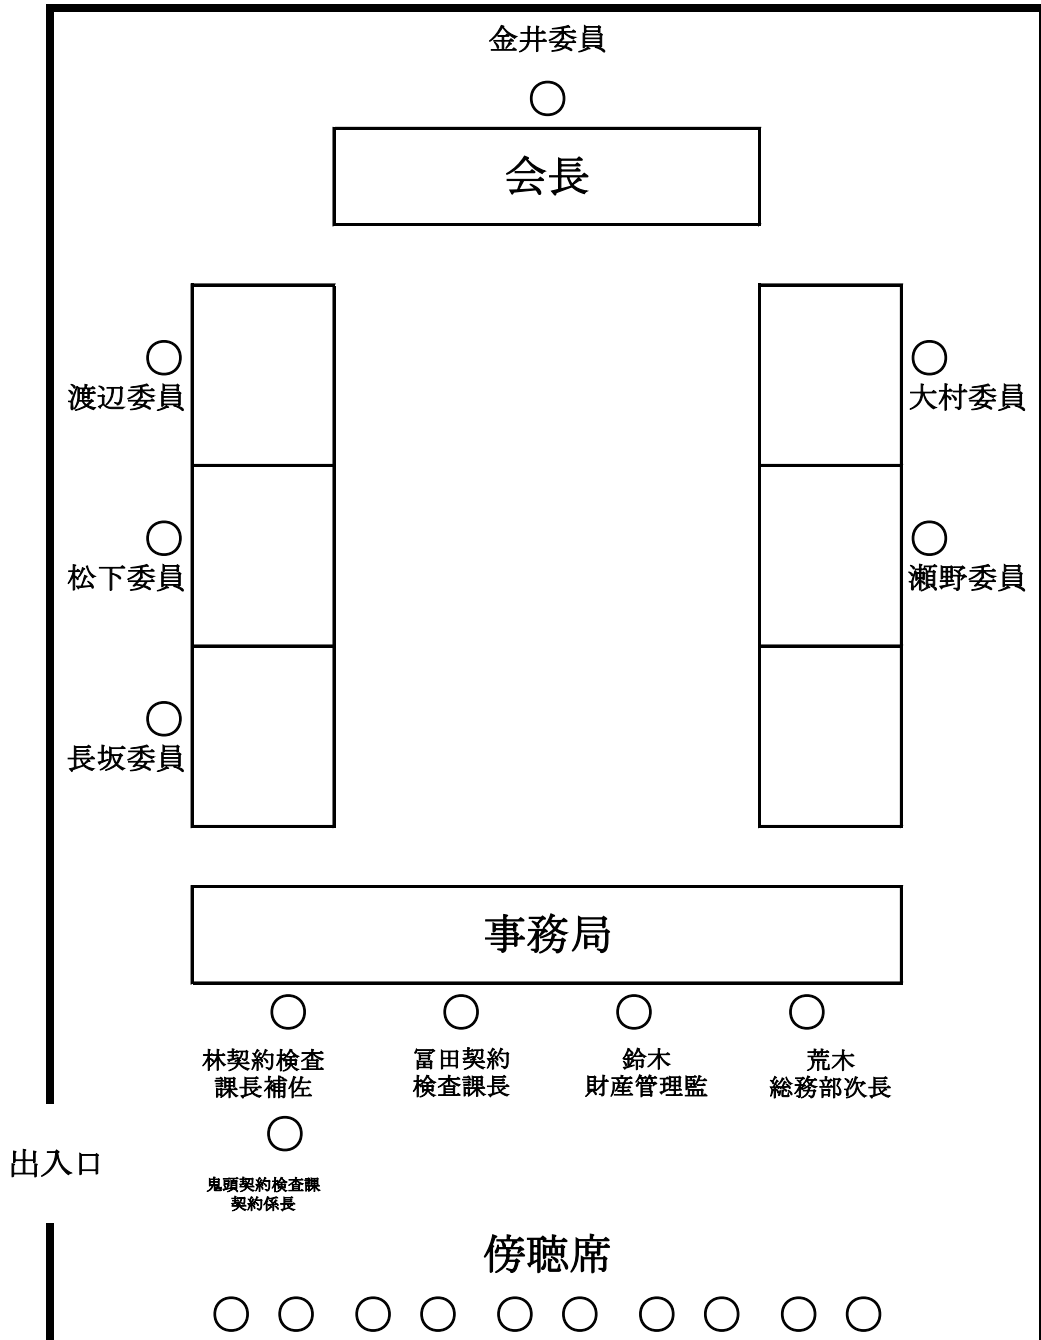 金井委員
会長
渡辺委員
大村委員
松下委員
瀬野委員
長坂委員
事務局
林契約検査
課長補佐
冨田契約
検査課長
鈴木
財産管理監
荒木
総務部次長
出入口
鬼頭契約検査課
契約係長
傍聴席